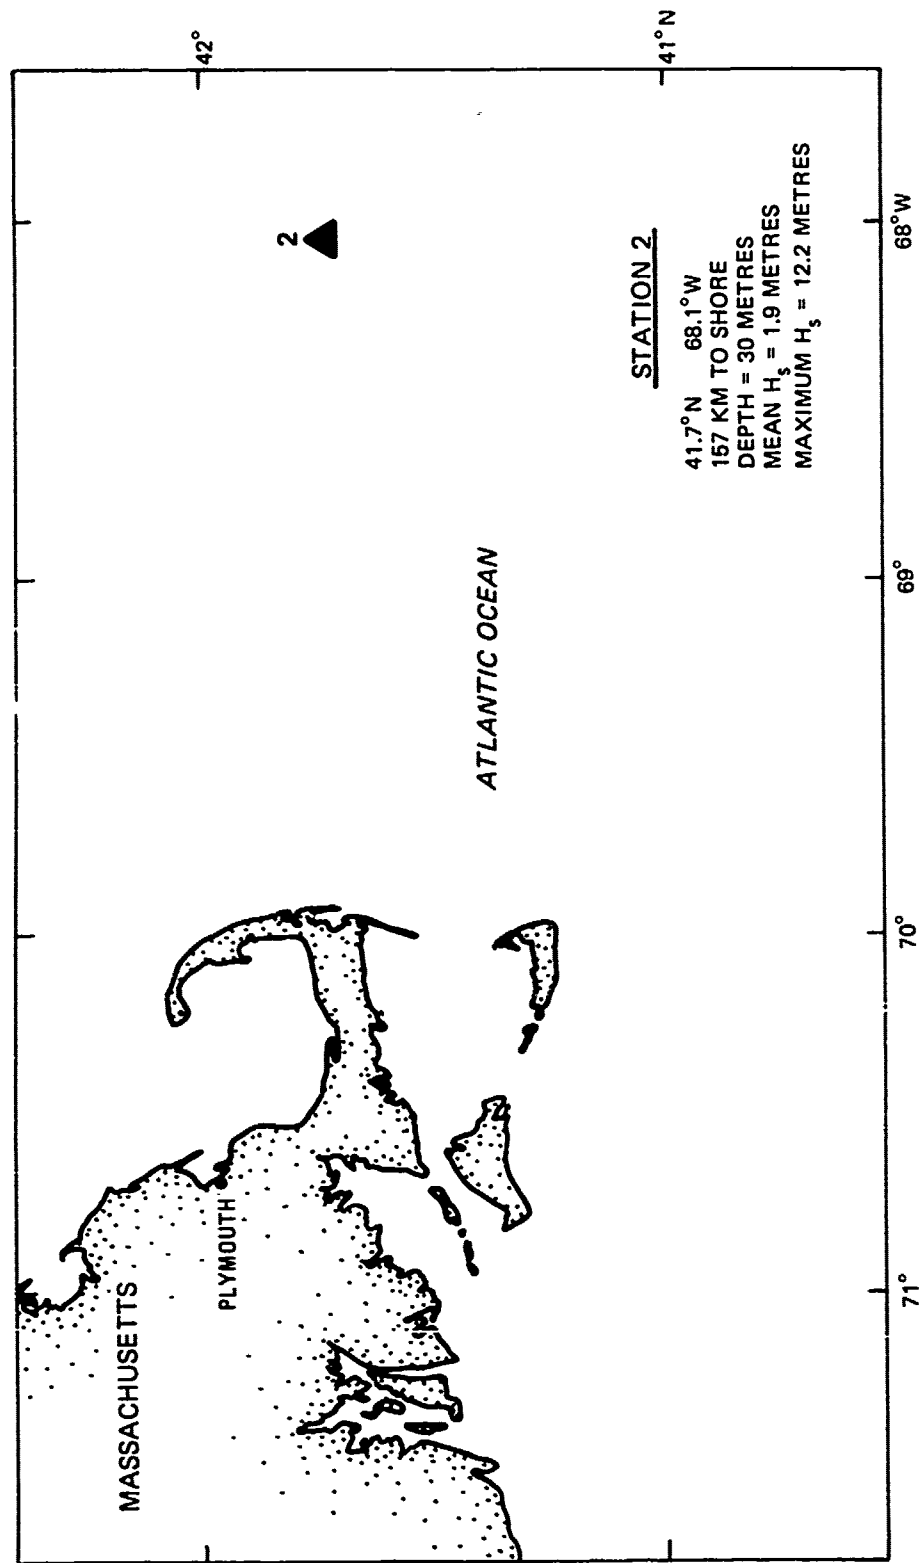 MASSACHUSETTS
PLYMOUTH
ATLANTIC OCEAN
2
STATION 2
41.7°N 68.1°W
157 KM TO SHORE
DEPTH = 30 METRES
MEAN Hs = 1.9 METRES
MAXIMUM Hs = 12.2 METRES
42°
41°N
71°
70°
69°
68°W